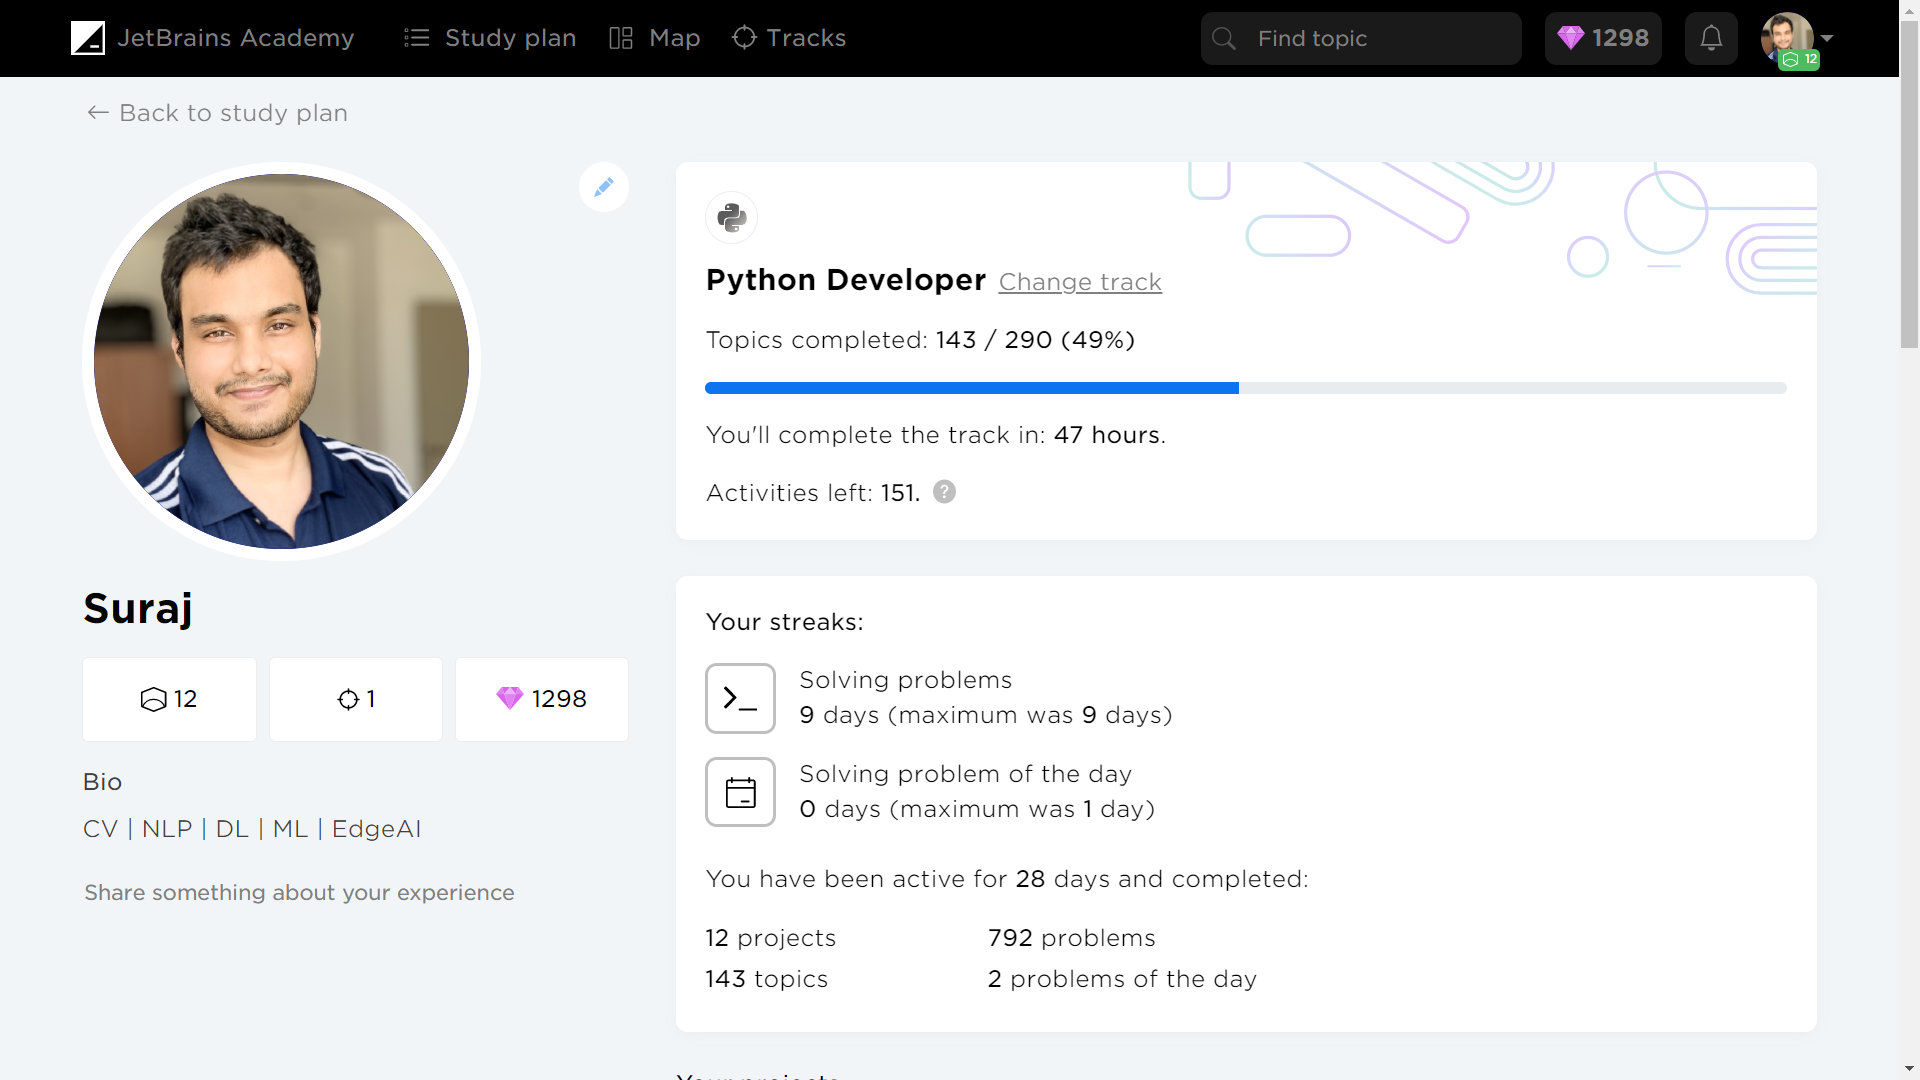 JetBrains Academy
Study plan
Map
Tracks
Find topic
1298
12
← Back to study plan
Suraj
12
1
1298
Bio
CV | NLP | DL | ML | EdgeAI
Share something about your experience
Python Developer Change track
Topics completed: 143 / 290 (49%)
You'll complete the track in: 47 hours.
Activities left: 151. ?
Your streaks:
Solving problems
9 days (maximum was 9 days)
Solving problem of the day
0 days (maximum was 1 day)
You have been active for 28 days and completed:
12 projects
792 problems
143 topics
2 problems of the day
Your projects